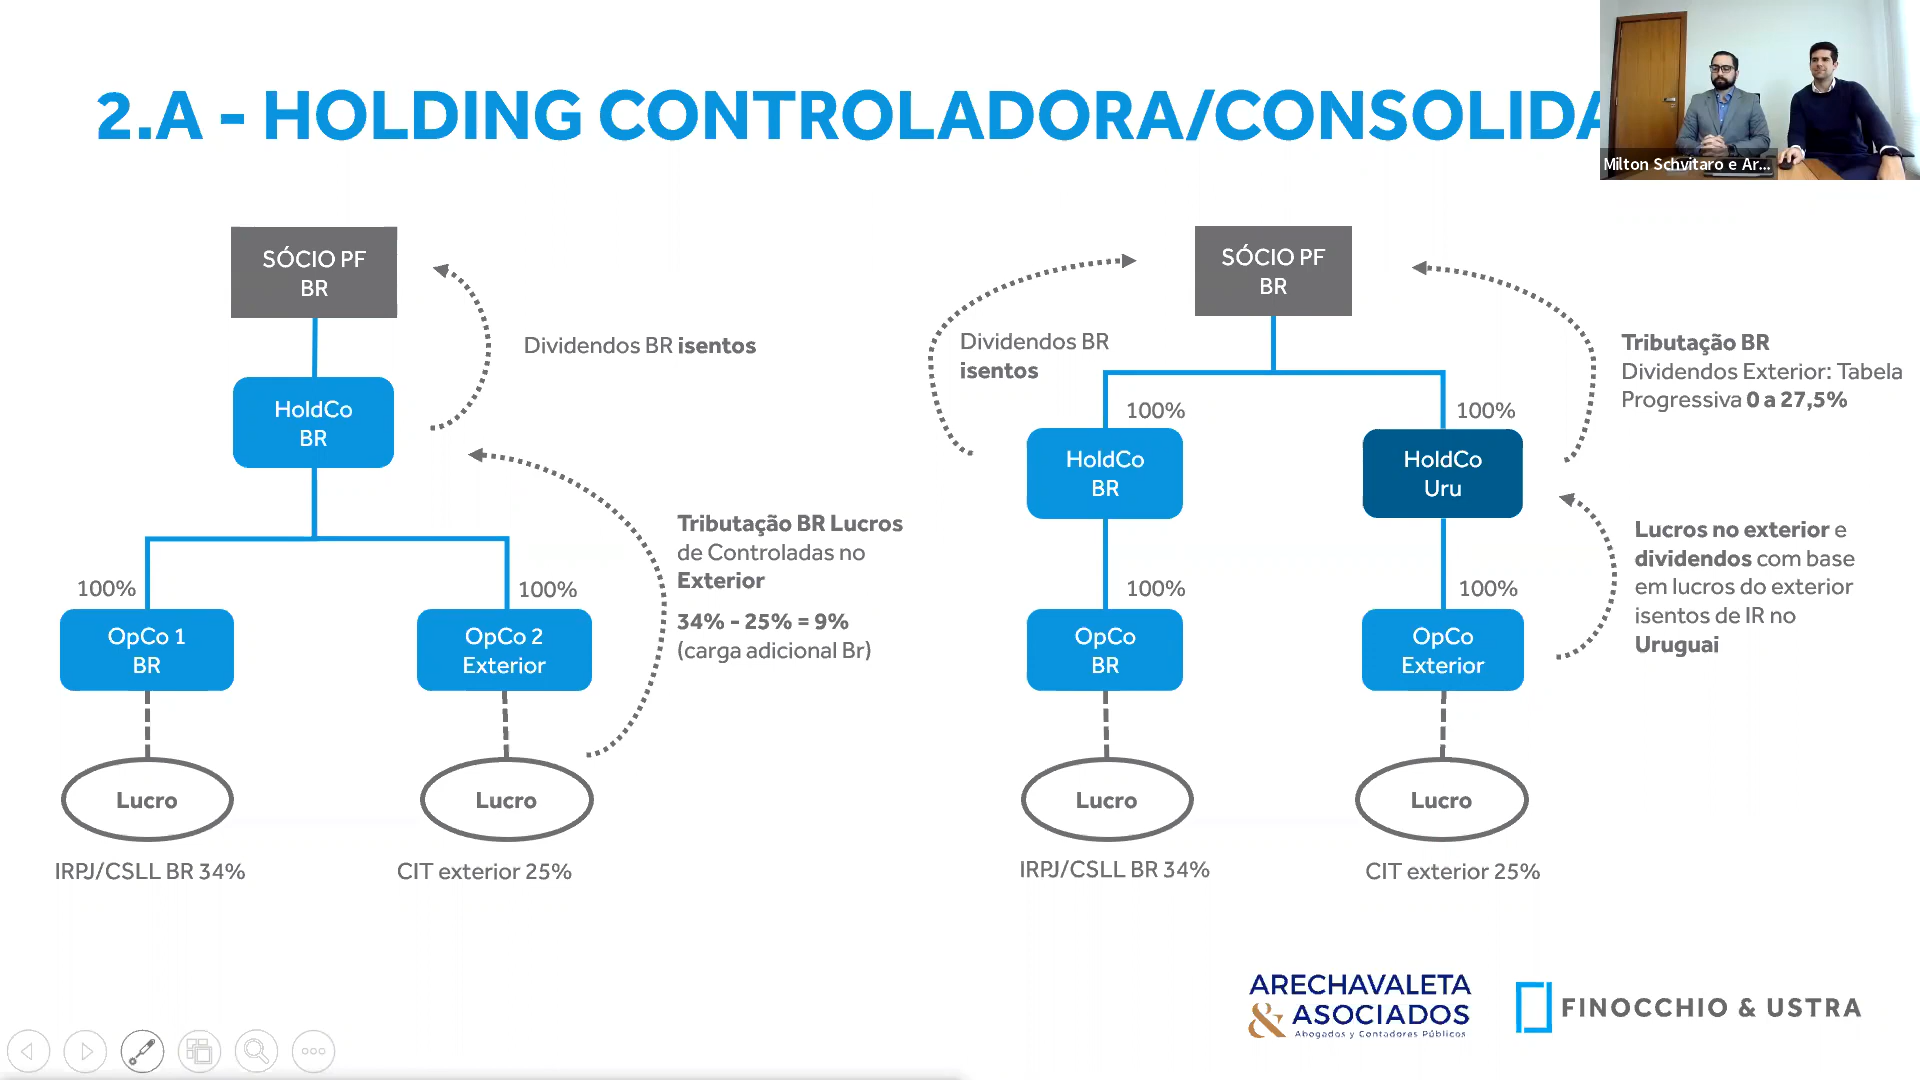 2.A - HOLDING CONTROLADORA/CONSOLIDA
Milton Schvitaro e Ar...
SÓCIO PF
BR
Dividendos BR isentos
HoldCo
BR
Tributação BR Lucros
de Controladas no
Exterior
34% - 25% = 9%
(carga adicional Br)
100%
100%
OpCo 1
BR
OpCo 2
Exterior
Lucro
Lucro
IRPJ/CSLL BR 34%
CIT exterior 25%
SÓCIO PF
BR
Dividendos BR
isentos
Tributação BR
Dividendos Exterior: Tabela
Progressiva 0 a 27,5%
100%
100%
HoldCo
BR
HoldCo
Uru
Lucros no exterior e
dividendos com base
em lucros do exterior
isentos de IR no
Uruguai
100%
100%
OpCo
BR
OpCo
Exterior
Lucro
Lucro
IRPJ/CSLL BR 34%
CIT exterior 25%
ARECHAVALETA
& ASOCIADOS
Abogados y Contadores Públicos
FINOCCHIO & USTRA